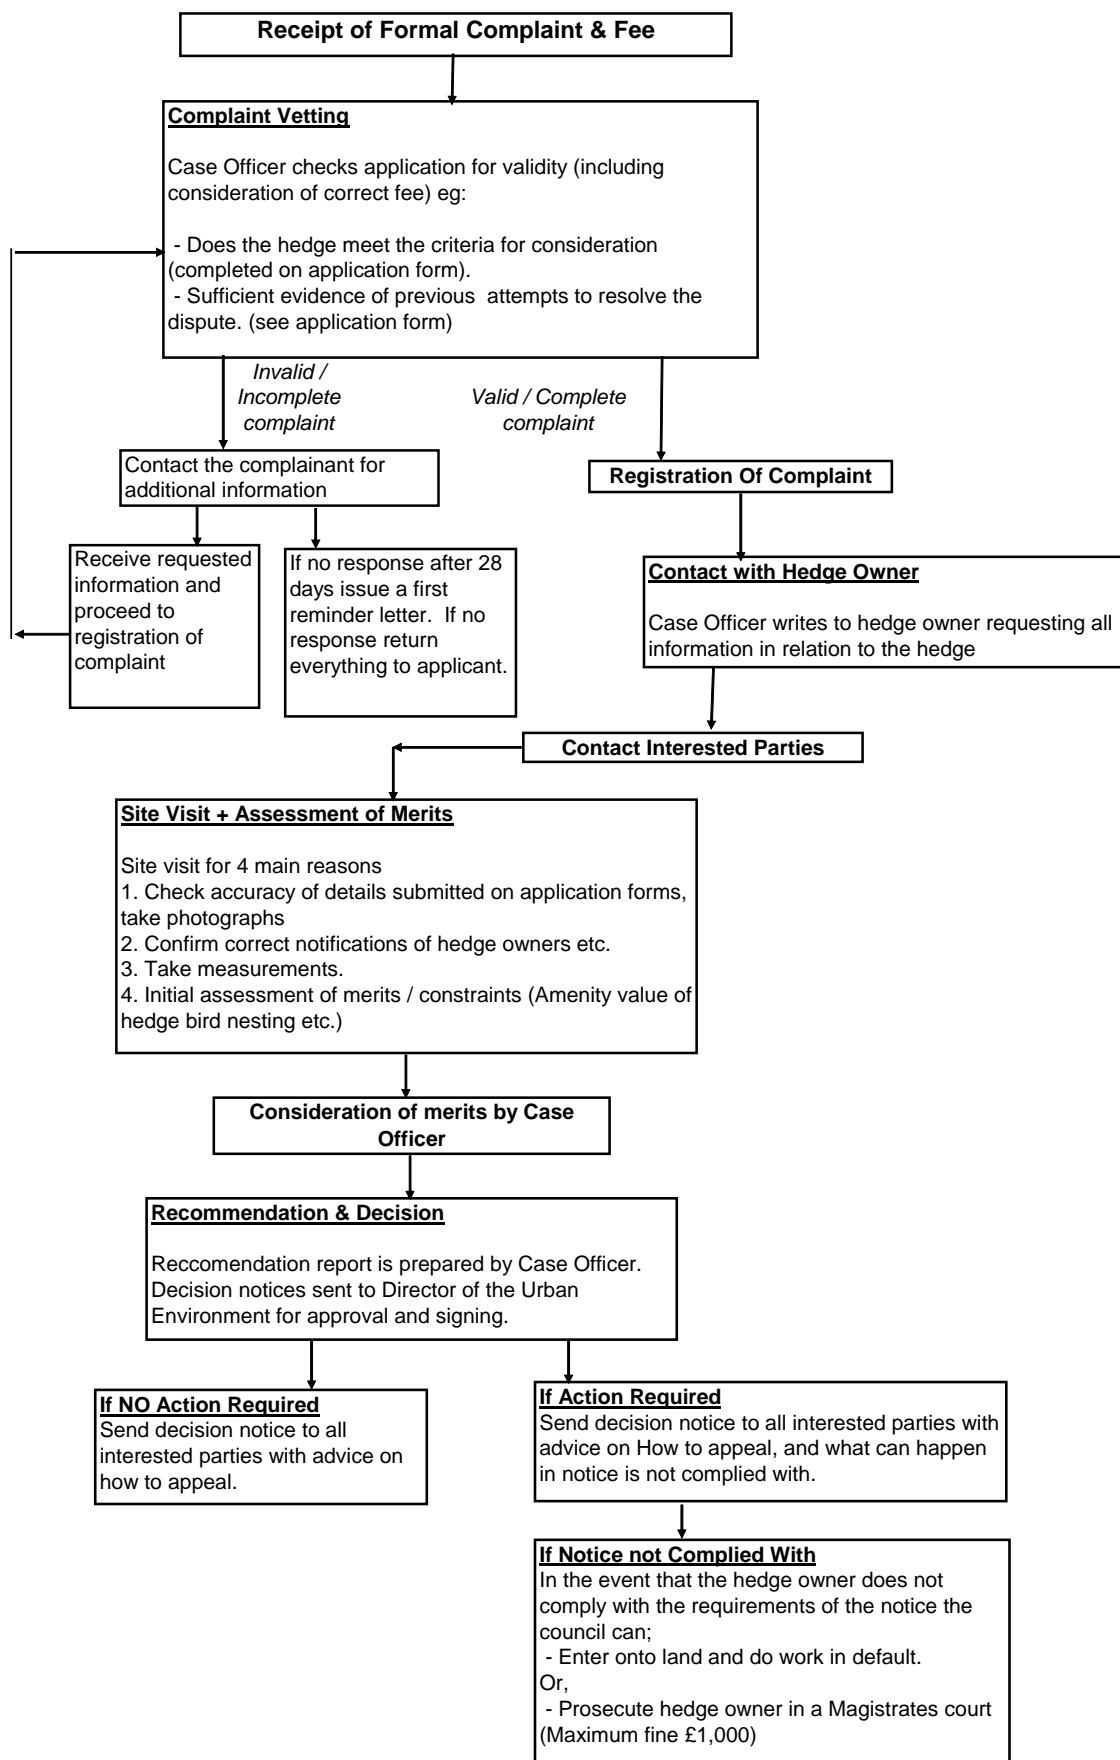 Receipt of Formal Complaint & Fee
Complaint Vetting
Case Officer checks application for validity (including
consideration of correct fee) eg:
- Does the hedge meet the criteria for consideration
(completed on application form).
- Sufficient evidence of previous attempts to resolve the
dispute. (see application form)
Invalid /
Incomplete
complaint
Valid / Complete
complaint
Contact the complainant for
additional information
Registration Of Complaint
Receive requested
information and
proceed to
registration of
complaint
If no response after 28
days issue a first
reminder letter. If no
response return
everything to applicant.
Contact with Hedge Owner
Case Officer writes to hedge owner requesting all
information in relation to the hedge
Contact Interested Parties
Site Visit + Assessment of Merits
Site visit for 4 main reasons
1. Check accuracy of details submitted on application forms,
take photographs
2. Confirm correct notifications of hedge owners etc.
3. Take measurements.
4. Initial assessment of merits / constraints (Amenity value of
hedge bird nesting etc.)
Consideration of merits by Case
Officer
Recommendation & Decision
Reccomendation report is prepared by Case Officer.
Decision notices sent to Director of the Urban
Environment for approval and signing.
If NO Action Required
Send decision notice to all
interested parties with advice on
how to appeal.
If Action Required
Send decision notice to all interested parties with
advice on How to appeal, and what can happen
in notice is not complied with.
If Notice not Complied With
In the event that the hedge owner does not
comply with the requirements of the notice the
council can;
- Enter onto land and do work in default.
Or,
- Prosecute hedge owner in a Magistrates court
(Maximum fine £1,000)